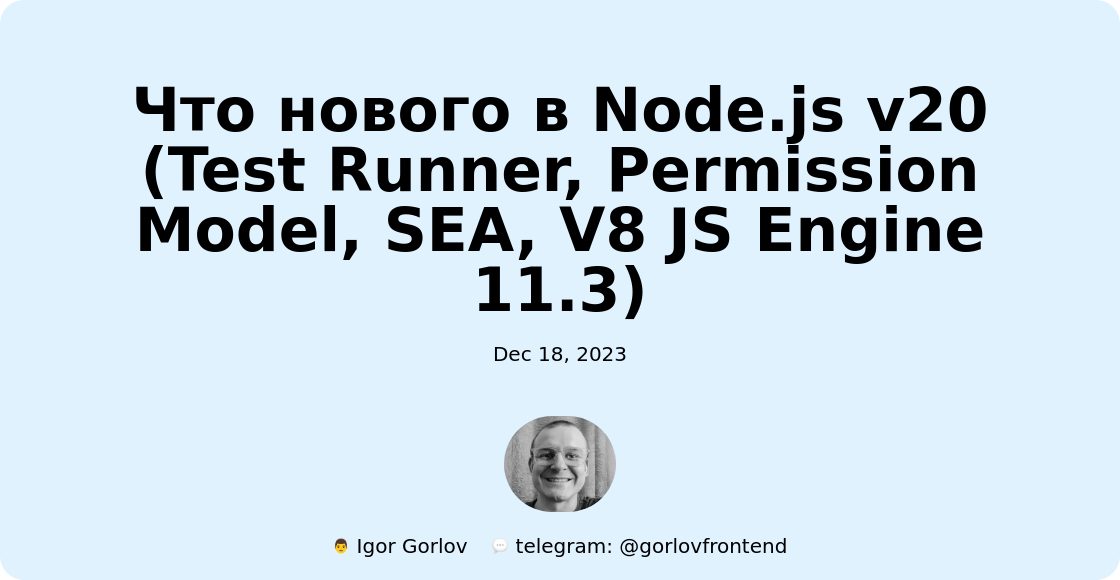 Что нового в Node.js v20
(Test Runner, Permission
Model, SEA, V8 JS Engine
11.3)
Dec 18, 2023
👨 Igor Gorlov 💬 telegram: @gorlovfrontend